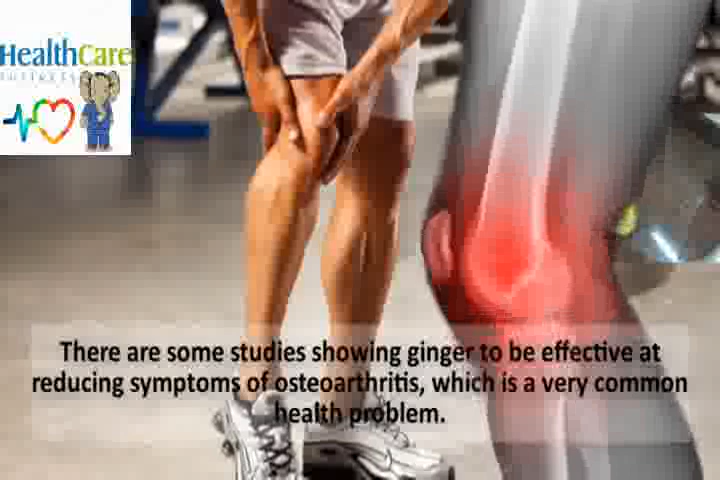 HealthCare
There are some studies showing ginger to be effective at
reducing symptoms of osteoarthritis, which is a very common
health problem.